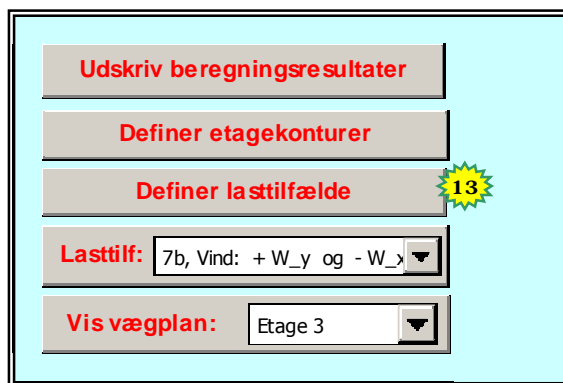 Udskriv beregningsresultater
Definer etagekonturer
Definer lasttilfælde
13
Lasttilf: 7b, Vind: + W_y og - W_x
Vis vægplan: Etage 3